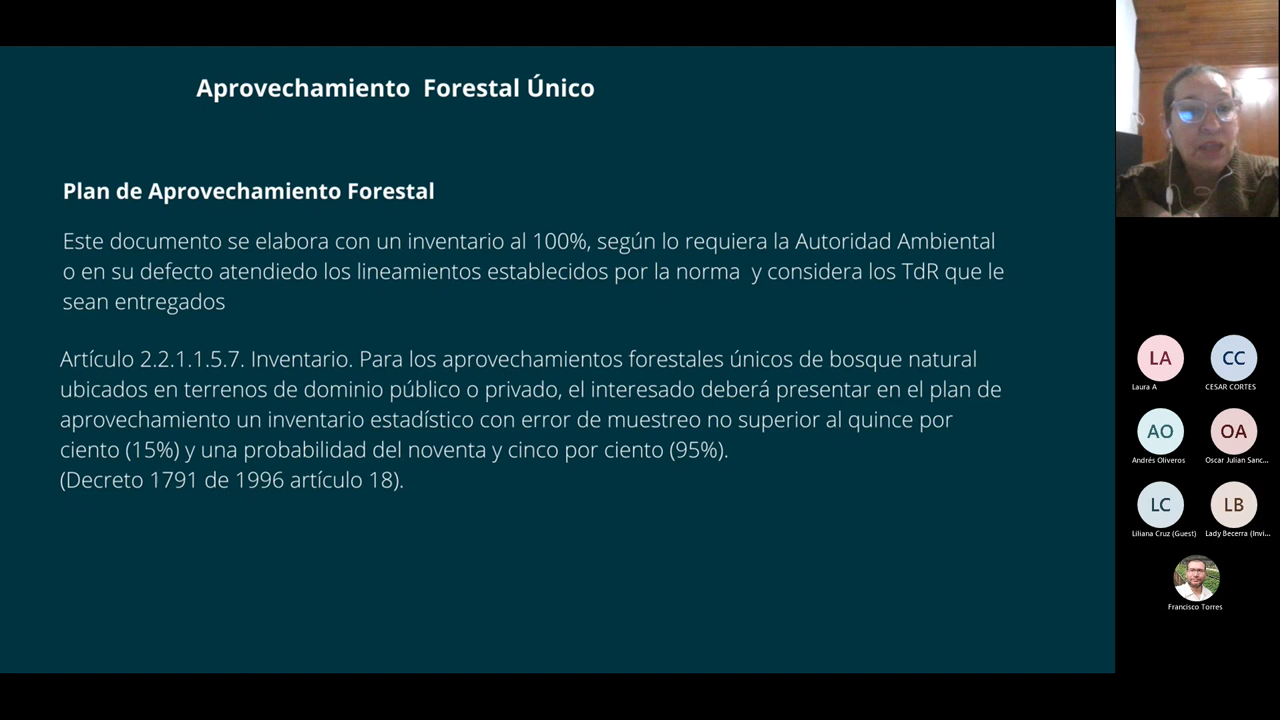 Aprovechamiento Forestal Único
Plan de Aprovechamiento Forestal
Este documento se elabora con un inventario al 100%, según lo requiera la Autoridad Ambiental
o en su defecto atendiedo los lineamientos establecidos por la norma y considera los TdR que le
sean entregados
Artículo 2.2.1.1.5.7. Inventario. Para los aprovechamientos forestales únicos de bosque natural
ubicados en terrenos de dominio público o privado, el interesado deberá presentar en el plan de
aprovechamiento un inventario estadístico con error de muestreo no superior al quince por
ciento (15%) y una probabilidad del noventa y cinco por ciento (95%).
(Decreto 1791 de 1996 artículo 18).
LA
CC
Laura A
CESAR CORTES
AO
OA
Andrés Oliveros
Oscar Julian Sanc...
LC
LB
Liliana Cruz (Guest)
Lady Becerra (Invi...
Francisco Torres